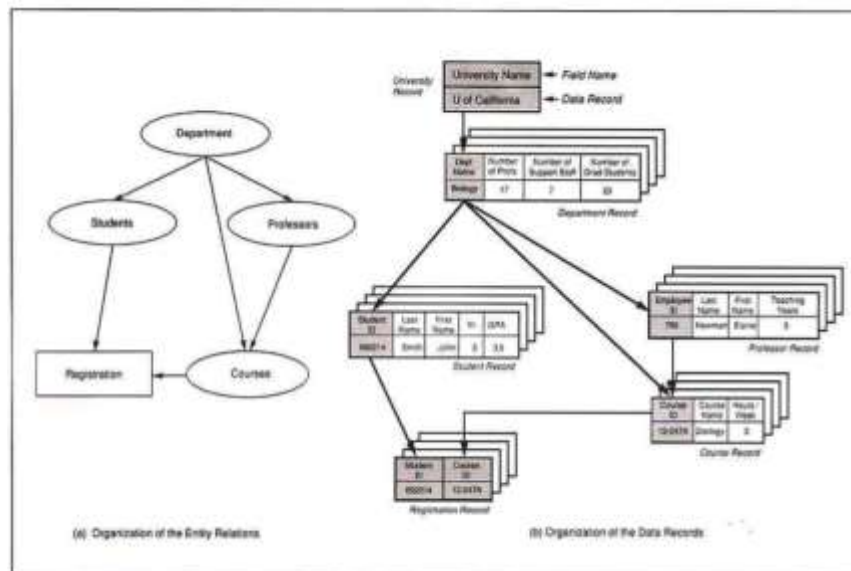 Department
Students
Professors
Registration
Courses
(a) Organization of the Entity Relations
University Record
University Name
Field Name
U of California
Data Record
Dept Name
Number of Profs
Number of Support Staff
Number of Grad Students
Biology
17
7
Department Record
Student ID
Last Name
First Name
Yr
GPA
Smith
John
3
3.5
Student Record
Employee ID
Last Name
First Name
Teaching Years
Newman
Elaine
Professor Record
Course ID
Course Name
Hours / Week
Course Record
Student ID
Course ID
Registration Record
(b) Organization of the Data Records